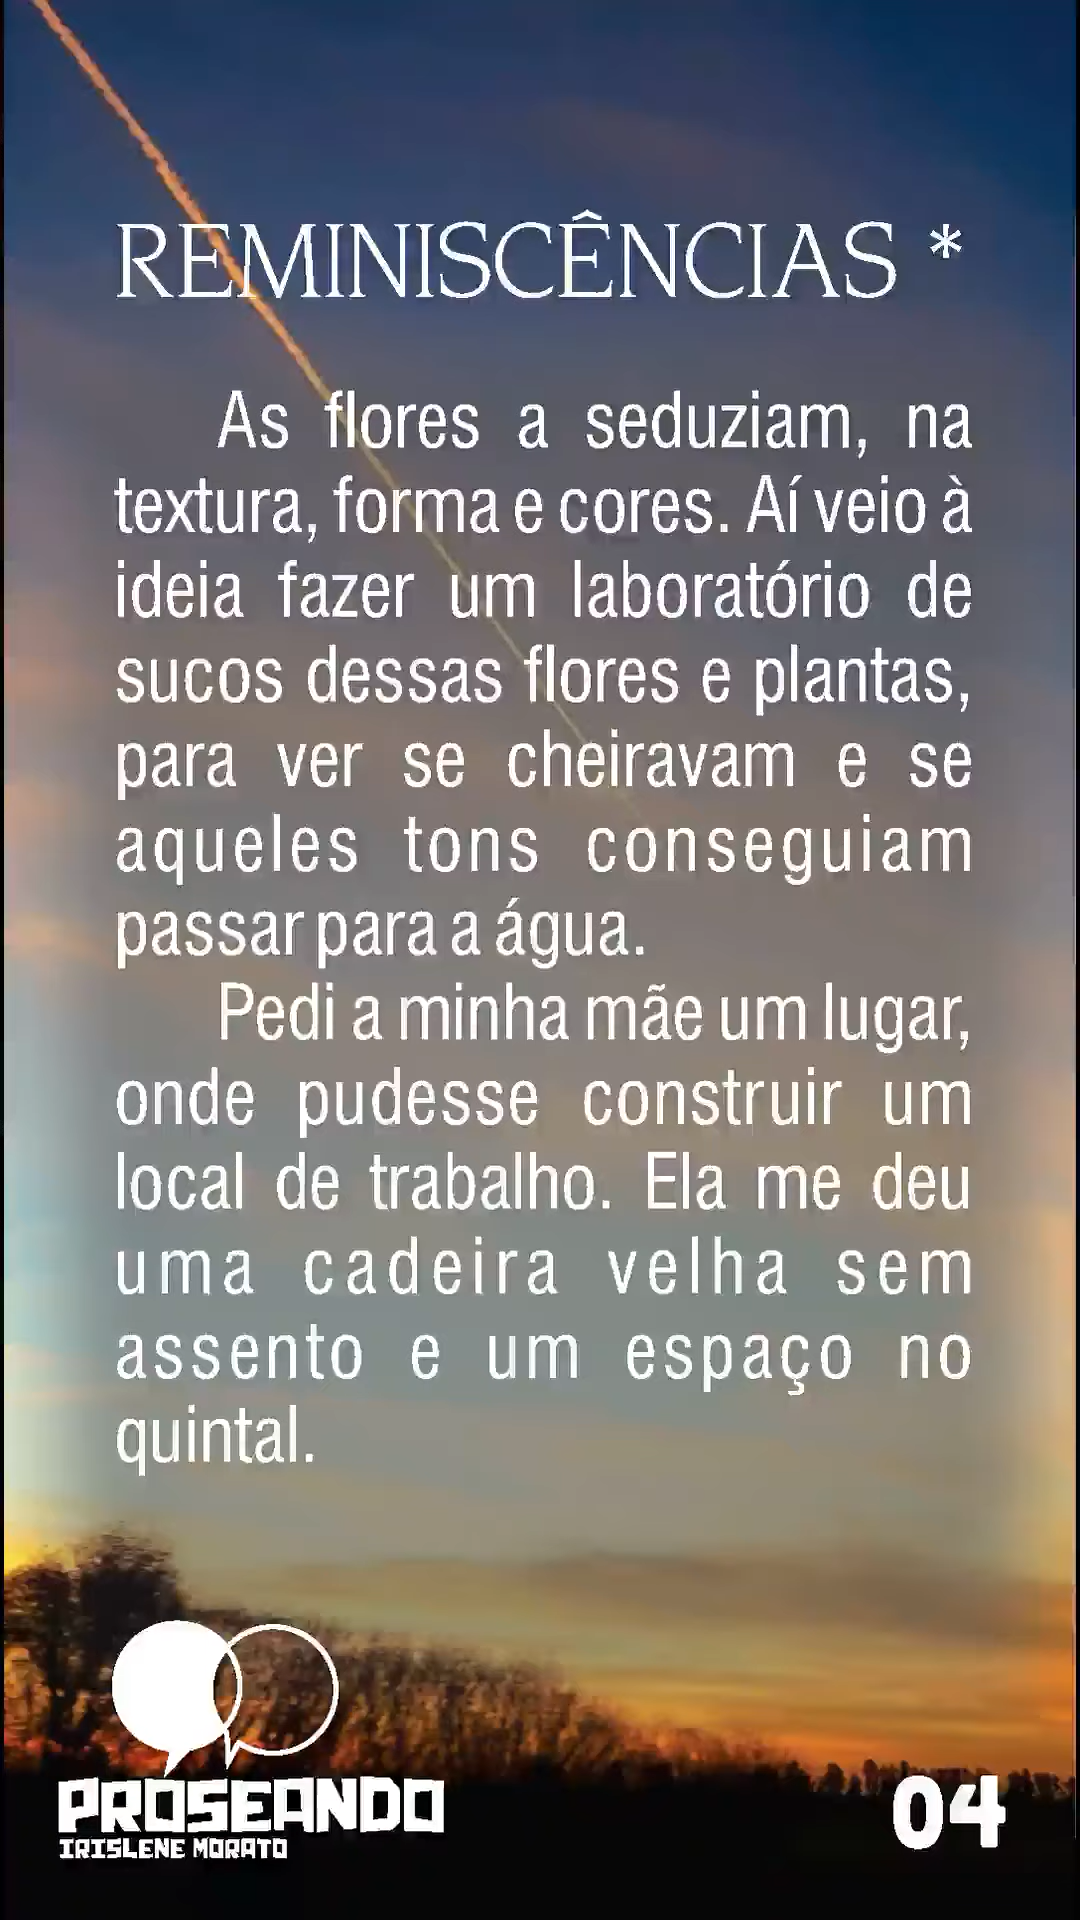 REMINISCÊNCIAS *
As flores a seduziam, na
textura, forma e cores. Aí veio à
ideia fazer um laboratório de
sucos dessas flores e plantas,
para ver se cheiravam e se
aqueles tons conseguiam
passar para a água.
Pedi a minha mãe um lugar,
onde pudesse construir um
local de trabalho. Ela me deu
uma cadeira velha sem
assento e um espaço no
quintal.
PROSEANDO
IRISLENE MORATO
04